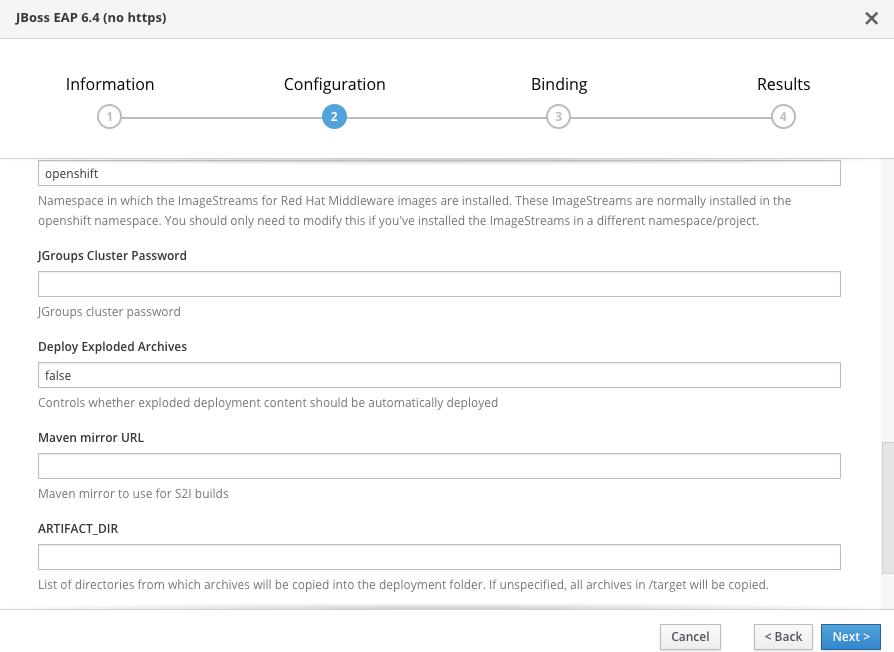 JBoss EAP 6.4 (no https)
Information Configuration Binding Results
1 2 3 4
openshift
Namespace in which the ImageStreams for Red Hat Middleware images are installed. These ImageStreams are normally installed in the
openshift namespace. You should only need to modify this if you've installed the ImageStreams in a different namespace/project.
JGroups Cluster Password
JGroups cluster password
Deploy Exploded Archives
false
Controls whether exploded deployment content should be automatically deployed
Maven mirror URL
Maven mirror to use for S2I builds
ARTIFACT_DIR
List of directories from which archives will be copied into the deployment folder. If unspecified, all archives in /target will be copied.
Cancel < Back Next >